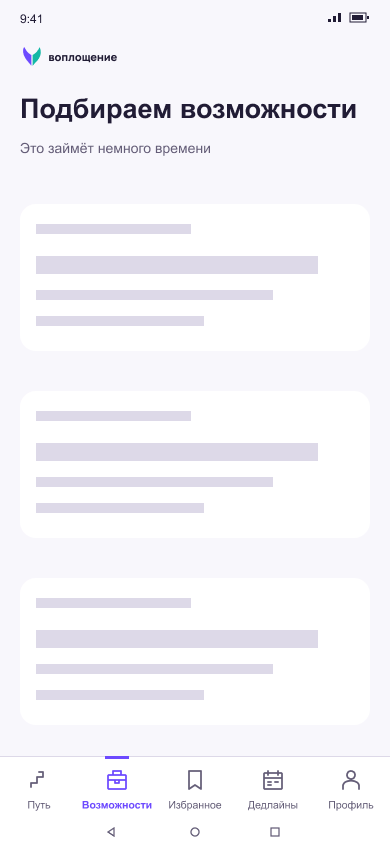 9:41
воплощение
Подбираем возможности
Это займёт немного времени
Путь
Возможности
Избранное
Дедлайны
Профиль